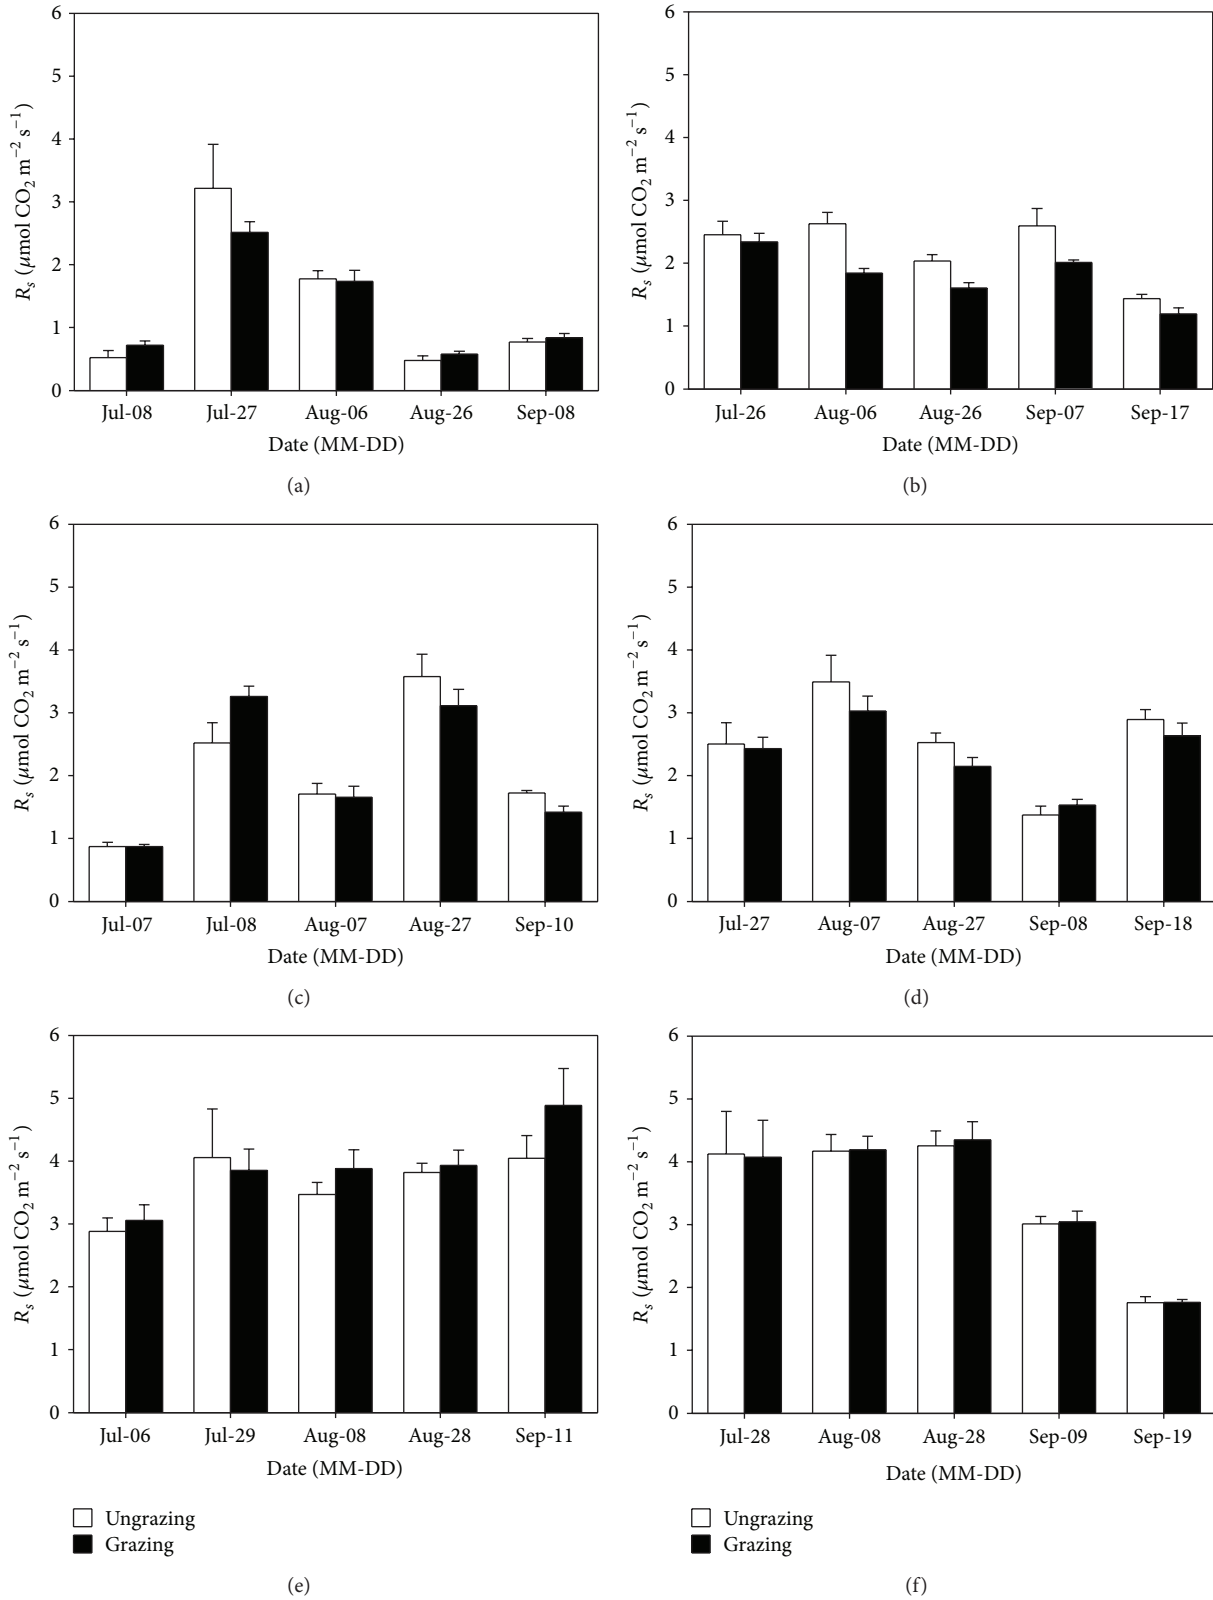 6
5
4
3
2
1
0
R_s (μmol CO₂ m⁻² s⁻¹)
Jul-08 Jul-27 Aug-06 Aug-26 Sep-08
Date (MM-DD)
(a)
6
5
4
3
2
1
0
R_s (μmol CO₂ m⁻² s⁻¹)
Jul-26 Aug-06 Aug-26 Sep-07 Sep-17
Date (MM-DD)
(b)
6
5
4
3
2
1
0
R_s (μmol CO₂ m⁻² s⁻¹)
Jul-07 Jul-08 Aug-07 Aug-27 Sep-10
Date (MM-DD)
(c)
6
5
4
3
2
1
0
R_s (μmol CO₂ m⁻² s⁻¹)
Jul-27 Aug-07 Aug-27 Sep-08 Sep-18
Date (MM-DD)
(d)
6
5
4
3
2
1
0
R_s (μmol CO₂ m⁻² s⁻¹)
Jul-06 Jul-29 Aug-08 Aug-28 Sep-11
Date (MM-DD)
Ungrazing
Grazing
(e)
6
5
4
3
2
1
0
R_s (μmol CO₂ m⁻² s⁻¹)
Jul-28 Aug-08 Aug-28 Sep-09 Sep-19
Date (MM-DD)
Ungrazing
Grazing
(f)